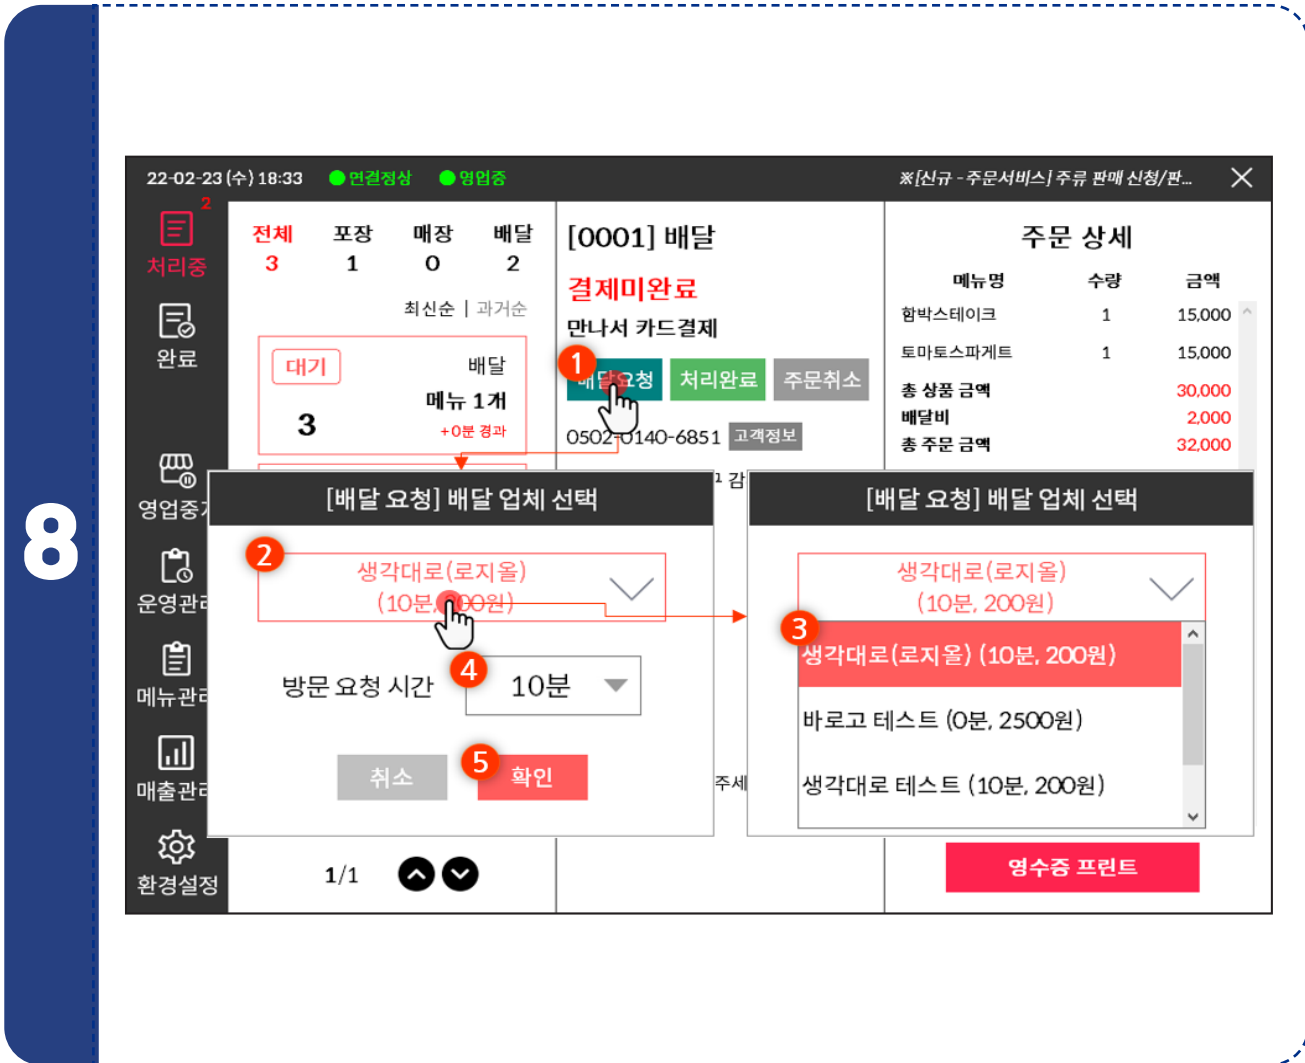 8
22-02-23 (수) 18:33 연결정상 영업중 ※[신규 - 주문서비스] 주류 판매 신청/판...
2
처리중
완료
영업중
운영관리
메뉴관리
매출관리
환경설정
전체 포장 매장 배달
3 1 0 2
최신순 | 과거순
대기 배달
메뉴 1개
3 +0분 경과
1/1
[0001] 배달
결제미완료
만나서 카드결제
1
배달요청 처리완료 주문취소
0502-0140-6851 고객정보
감
주세
주문 상세
메뉴명 수량 금액
함박스테이크 1 15,000
토마토스파게트 1 15,000
총 상품 금액 30,000
배달비 2,000
총 주문 금액 32,000
영수증 프린트
[배달 요청] 배달 업체 선택
2
생각대로(로지올)
(10분, 200원)
방문 요청 시간 4 10분
취소 5 확인
[배달 요청] 배달 업체 선택
생각대로(로지올)
(10분, 200원)
3
생각대로(로지올) (10분, 200원)
바로고 테스트 (0분, 2500원)
생각대로 테스트 (10분, 200원)